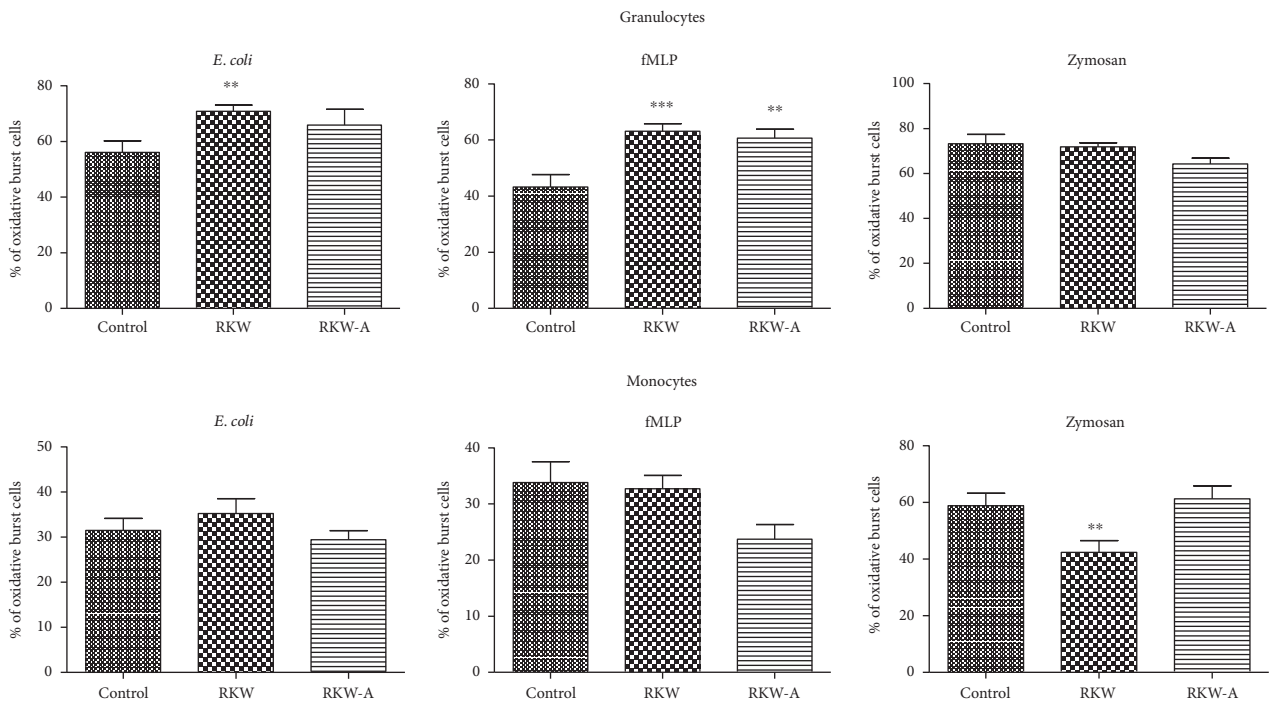 Granulocytes
E. coli
% of oxidative burst cells
80
60
40
20
0
**
Control RKW RKW-A
fMLP
% of oxidative burst cells
80
60
40
20
0
***
**
Control RKW RKW-A
Zymosan
% of oxidative burst cells
100
80
60
40
20
0
Control RKW RKW-A
Monocytes
E. coli
% of oxidative burst cells
50
40
30
20
10
0
Control RKW RKW-A
fMLP
% of oxidative burst cells
40
30
20
10
0
Control RKW RKW-A
Zymosan
% of oxidative burst cells
80
60
40
20
0
**
Control RKW RKW-A